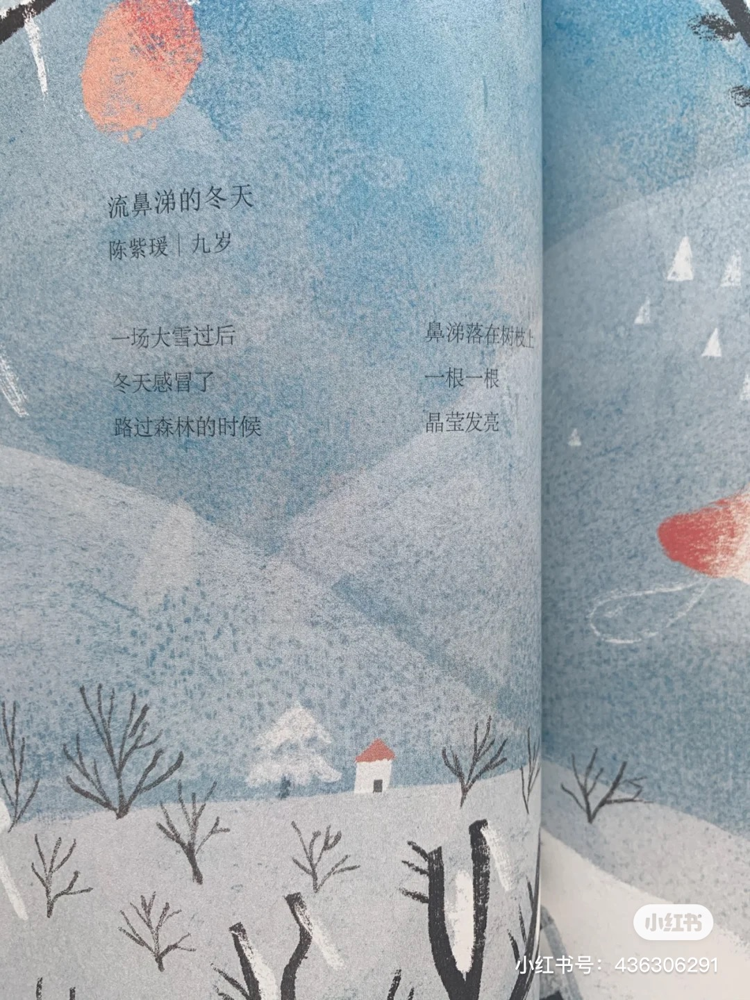 流鼻涕的冬天
陈紫瑗｜九岁
一场大雪过后
冬天感冒了
路过森林的时候
鼻涕落在树枝上
一根一根
晶莹发亮
小红书
小红书号：436306291